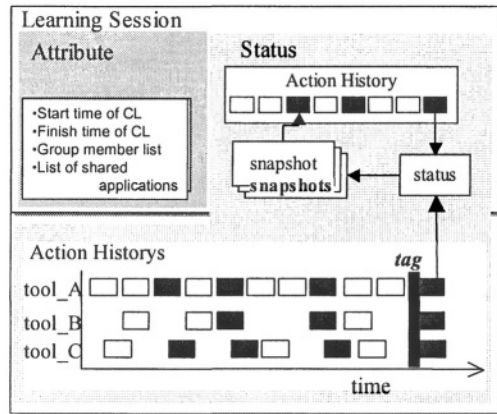 Learning Session
Attribute
•Start time of CL
•Finish time of CL
•Group member list
•List of shared
applications
Status
Action History
snapshot
snapshots
status
Action Historys
tag
tool_A
tool_B
tool_C
time